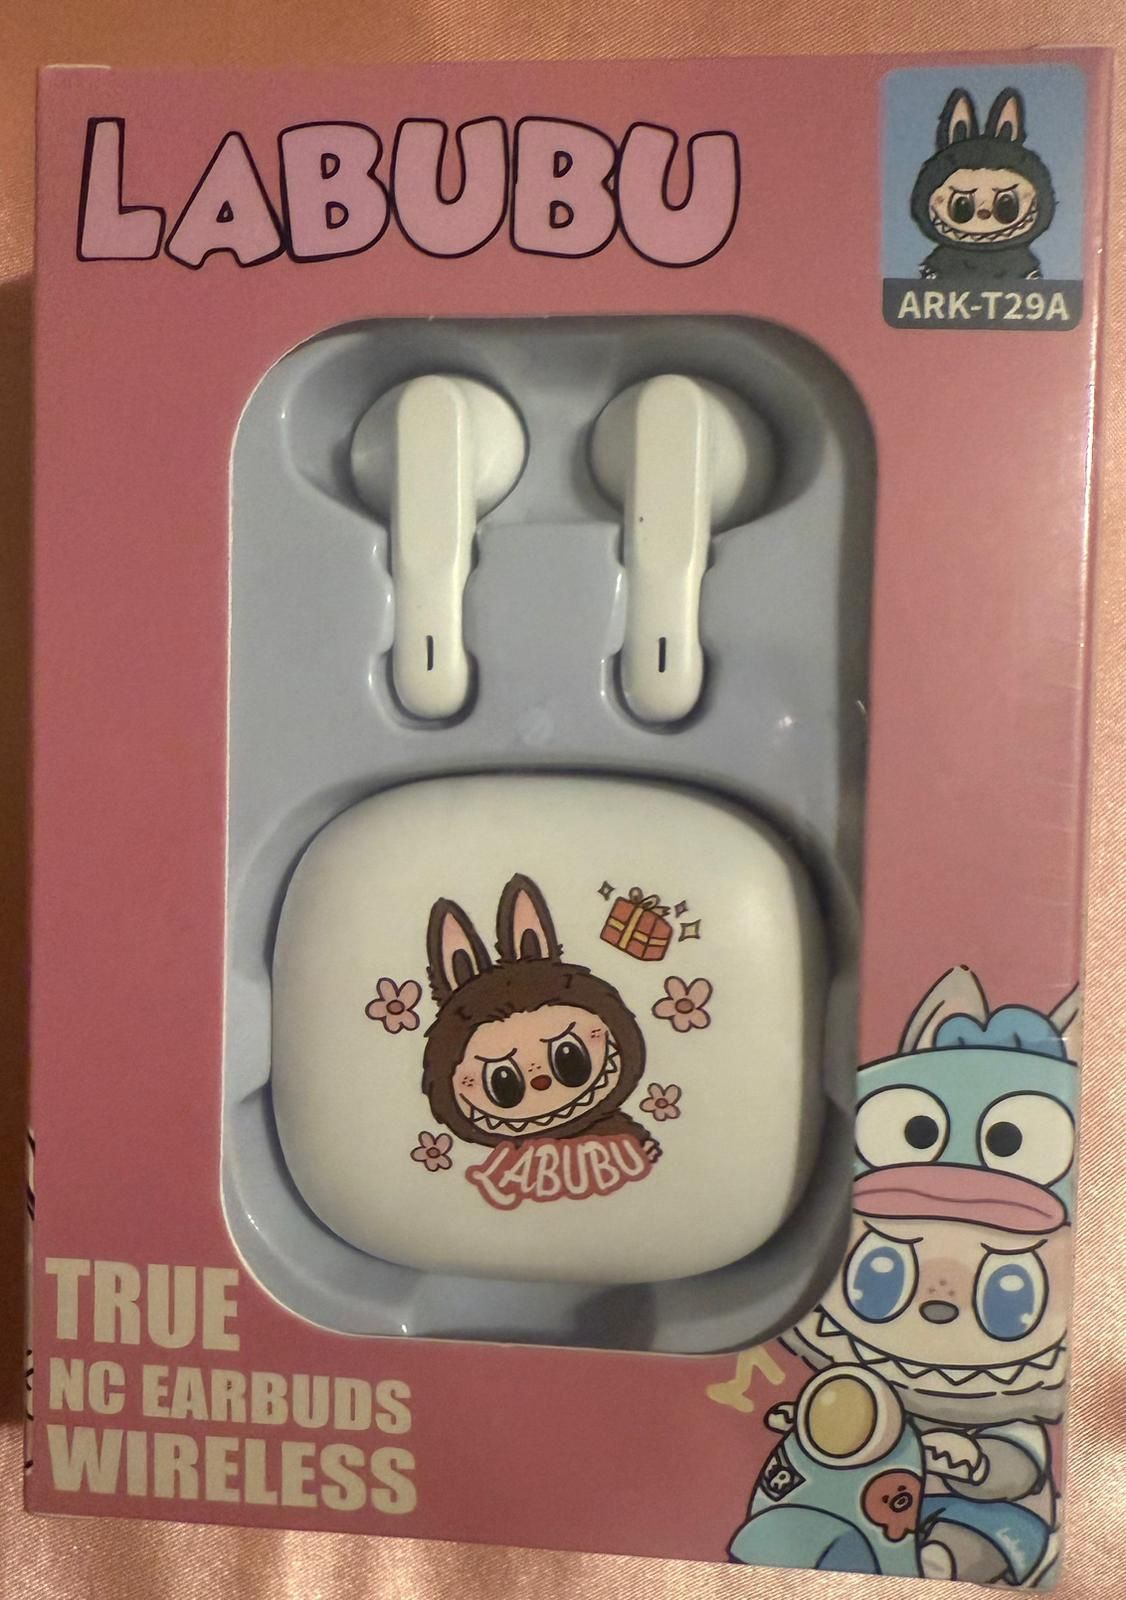 LABUBU
ARK-T29A
LABUBU
TRUE
NC EARBUDS
WIRELESS